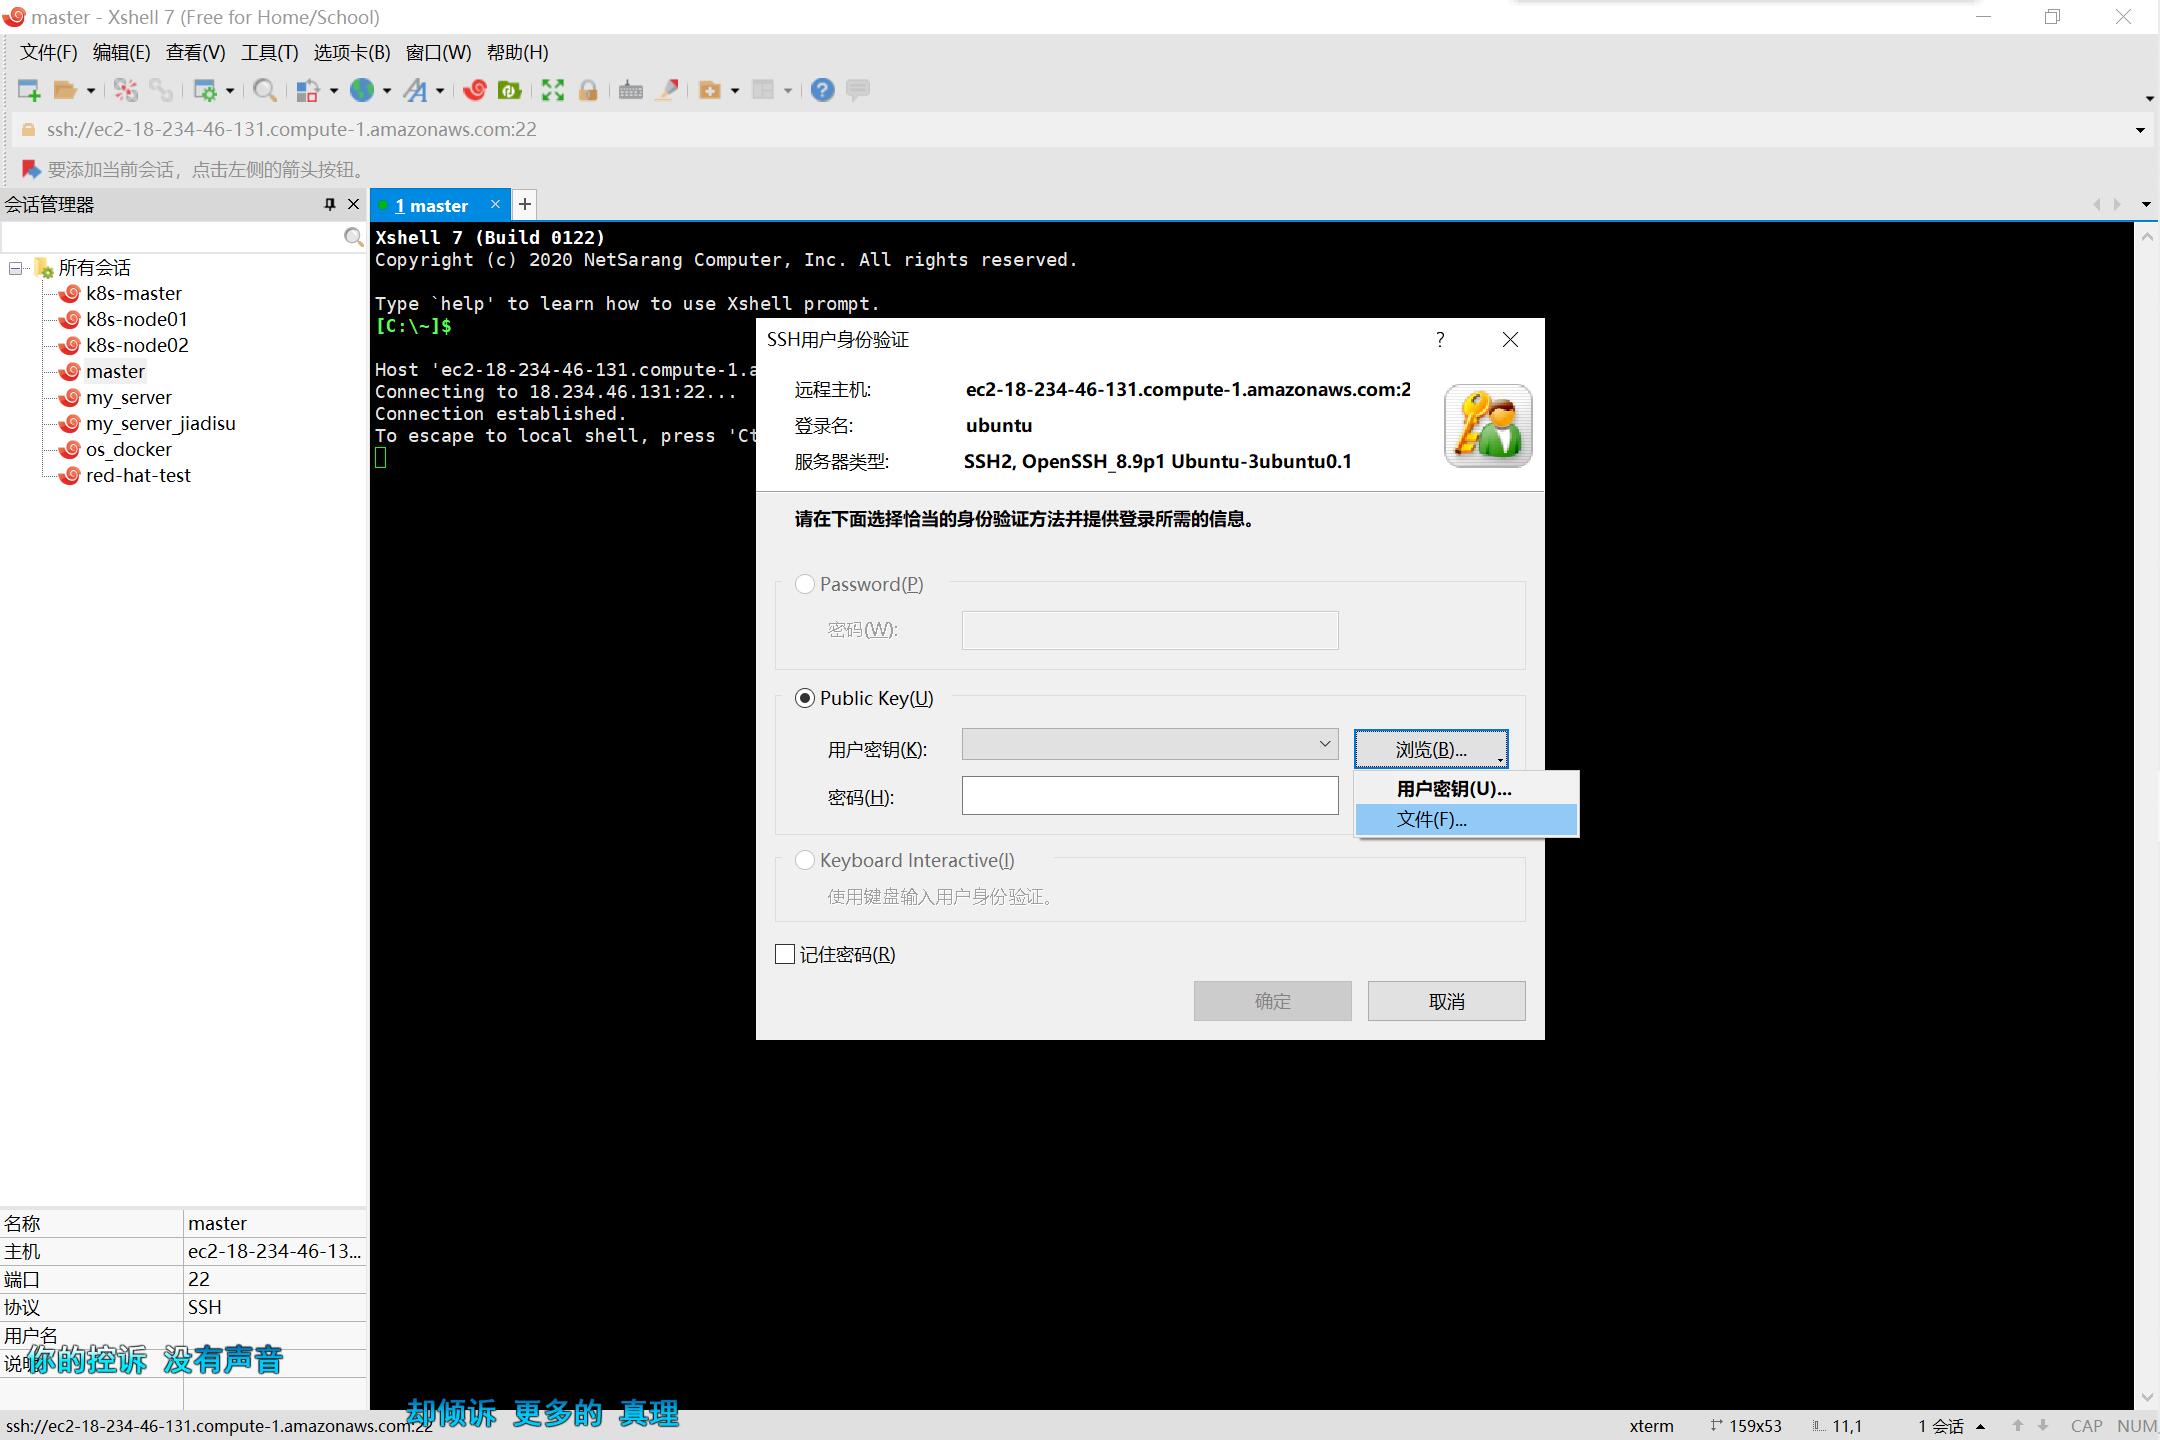 master - Xshell 7 (Free for Home/School)
文件(F) 编辑(E) 查看(V) 工具(T) 选项卡(B) 窗口(W) 帮助(H)
ssh://ec2-18-234-46-131.compute-1.amazonaws.com:22
要添加当前会话，点击左侧的箭头按钮。
会话管理器
1 master
所有会话
k8s-master
k8s-node01
k8s-node02
master
my_server
my_server_jiadisu
os_docker
red-hat-test
Xshell 7 (Build 0122)
Copyright (c) 2020 NetSarang Computer, Inc. All rights reserved.
Type `help' to learn how to use Xshell prompt.
[C:\~]$
Host 'ec2-18-234-46-131.compute-1.a
Connecting to 18.234.46.131:22...
Connection established.
To escape to local shell, press 'Ct
SSH用户身份验证
远程主机: ec2-18-234-46-131.compute-1.amazonaws.com:2
登录名: ubuntu
服务器类型: SSH2, OpenSSH_8.9p1 Ubuntu-3ubuntu0.1
请在下面选择恰当的身份验证方法并提供登录所需的信息。
Password(P)
密码(W):
Public Key(U)
用户密钥(K): 浏览(B)...
密码(H):
用户密钥(U)...
文件(F)...
Keyboard Interactive(I)
使用键盘输入用户身份验证。
记住密码(R)
确定 取消
名称 master
主机 ec2-18-234-46-13...
端口 22
协议 SSH
用户名
说明
你的控诉 没有声音
却倾诉 更多的 真理
ssh://ec2-18-234-46-131.compute-1.amazonaws.com:22
xterm 159x53 11,1 1 会话 CAP NUM